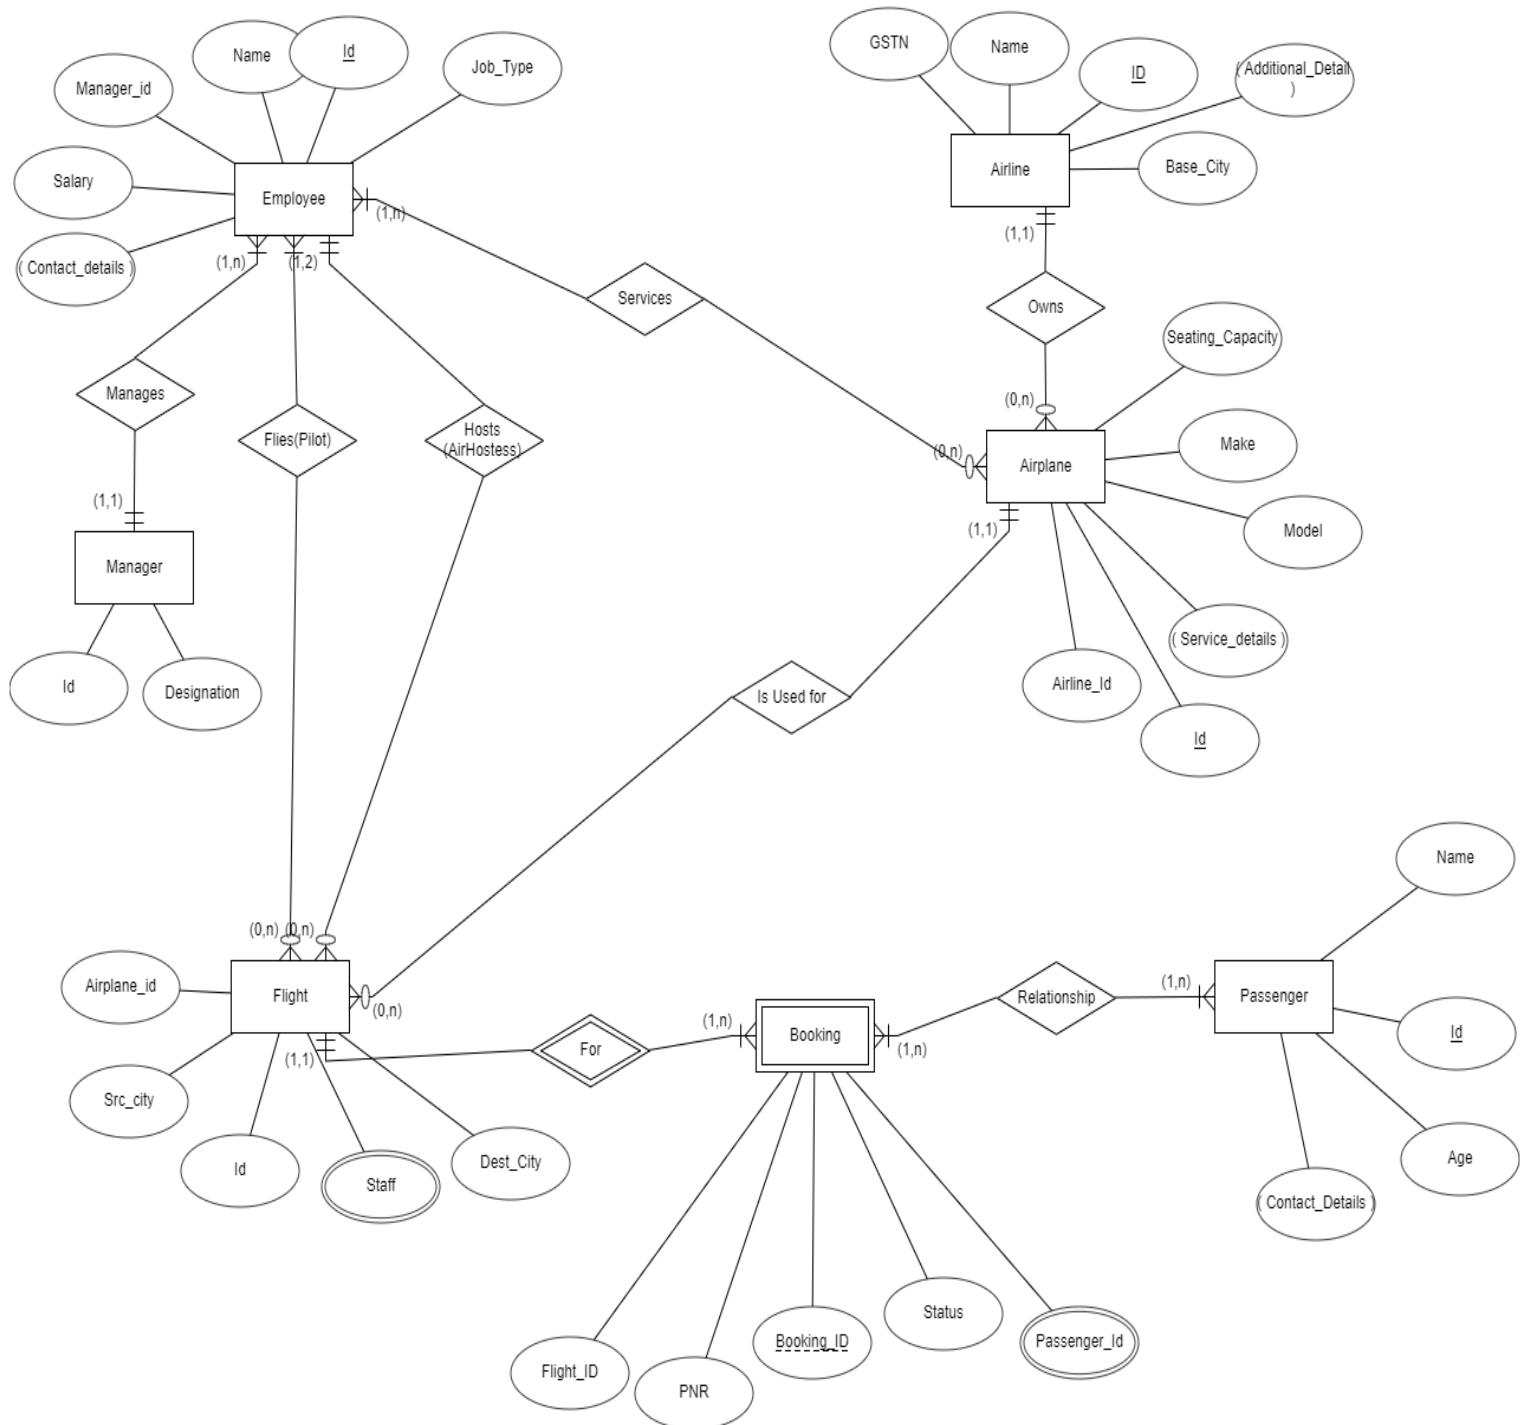 GSTN
Name
Id
Name
ID
Job_Type
( Additional_Detail
)
Manager_id
Base_City
Airline
Salary
Employee
(1,n)
(1,1)
( Contact_details )
(1,n)
(1,2)
Services
Owns
Seating_Capacity
Manages
(0,n)
Flies(Pilot)
Hosts
(AirHostess)
Make
(0,n)
Airplane
(1,1)
(1,1)
Model
Manager
( Service_details )
Id
Designation
Airline_Id
Is Used for
Id
Name
(0,n)
(0,n)
Airplane_id
Flight
(0,n)
(1,n)
Booking
(1,n)
Relationship
(1,n)
Passenger
Id
(1,1)
For
Src_city
Id
Staff
Dest_City
Age
( Contact_Details )
Status
Booking_ID
Passenger_Id
Flight_ID
PNR